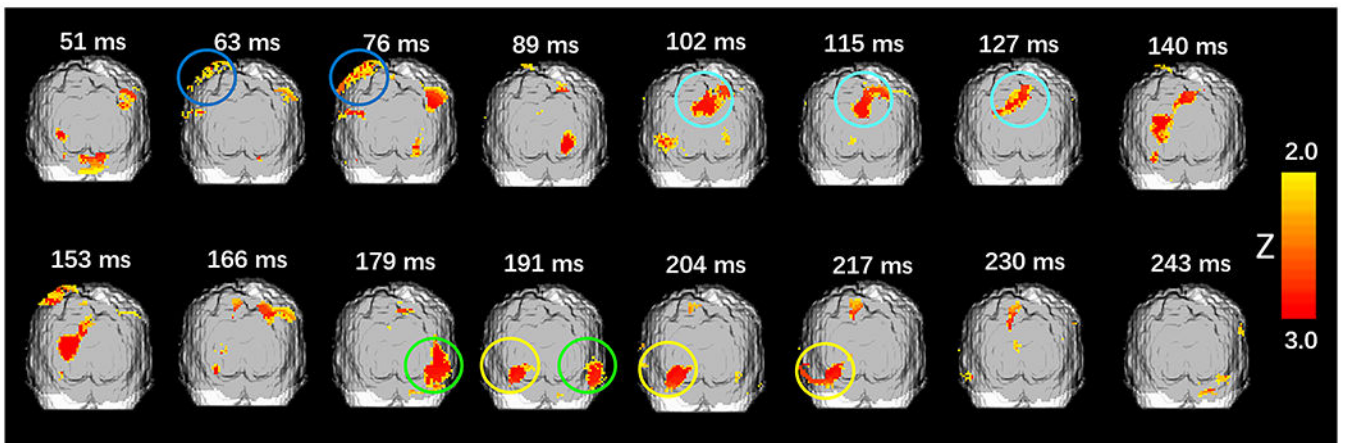 51 ms
63 ms
76 ms
89 ms
102 ms
115 ms
127 ms
140 ms
2.0
Z
3.0
153 ms
166 ms
179 ms
191 ms
204 ms
217 ms
230 ms
243 ms